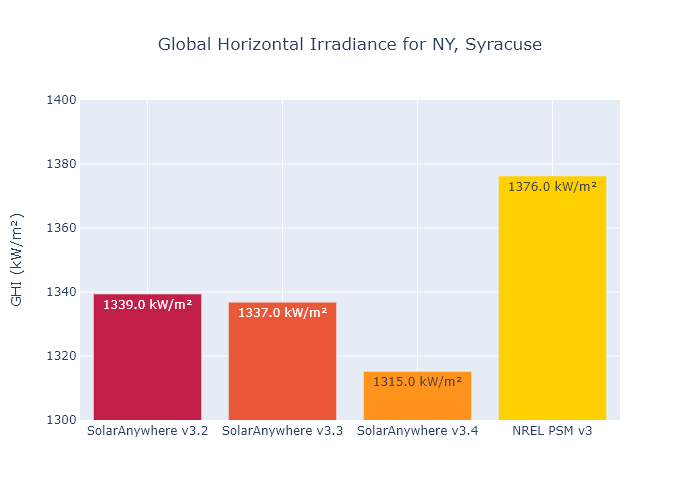 Global Horizontal Irradiance for NY, Syracuse
GHI (kW/m²)
1400
1380
1360
1340
1320
1300
1339.0 kW/m²
1337.0 kW/m²
1315.0 kW/m²
1376.0 kW/m²
SolarAnywhere v3.2
SolarAnywhere v3.3
SolarAnywhere v3.4
NREL PSM v3